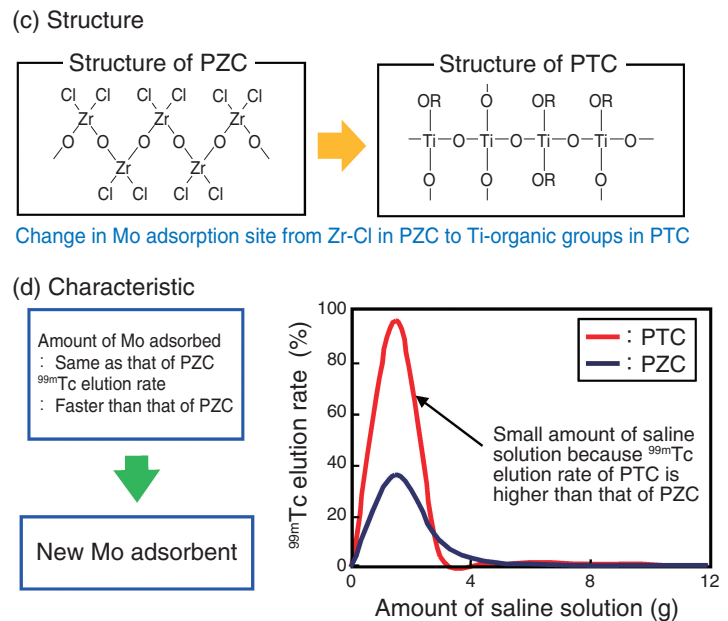 (c) Structure
Structure of PZC
Cl Cl Cl Cl Cl Cl
Zr Zr Zr
O O O O O O
Zr Zr
Cl Cl Cl Cl
Structure of PTC
OR O OR OR
Ti O Ti O Ti O Ti O
O O OR O
Change in Mo adsorption site from Zr-Cl in PZC to Ti-organic groups in PTC
(d) Characteristic
Amount of Mo adsorbed
: Same as that of PZC
99mTc elution rate
: Faster than that of PZC
New Mo adsorbent
99mTc elution rate (%)
100
80
60
40
20
0
: PTC
: PZC
Small amount of saline
solution because 99mTc
elution rate of PTC is
higher than that of PZC
0 4 8 12
Amount of saline solution (g)